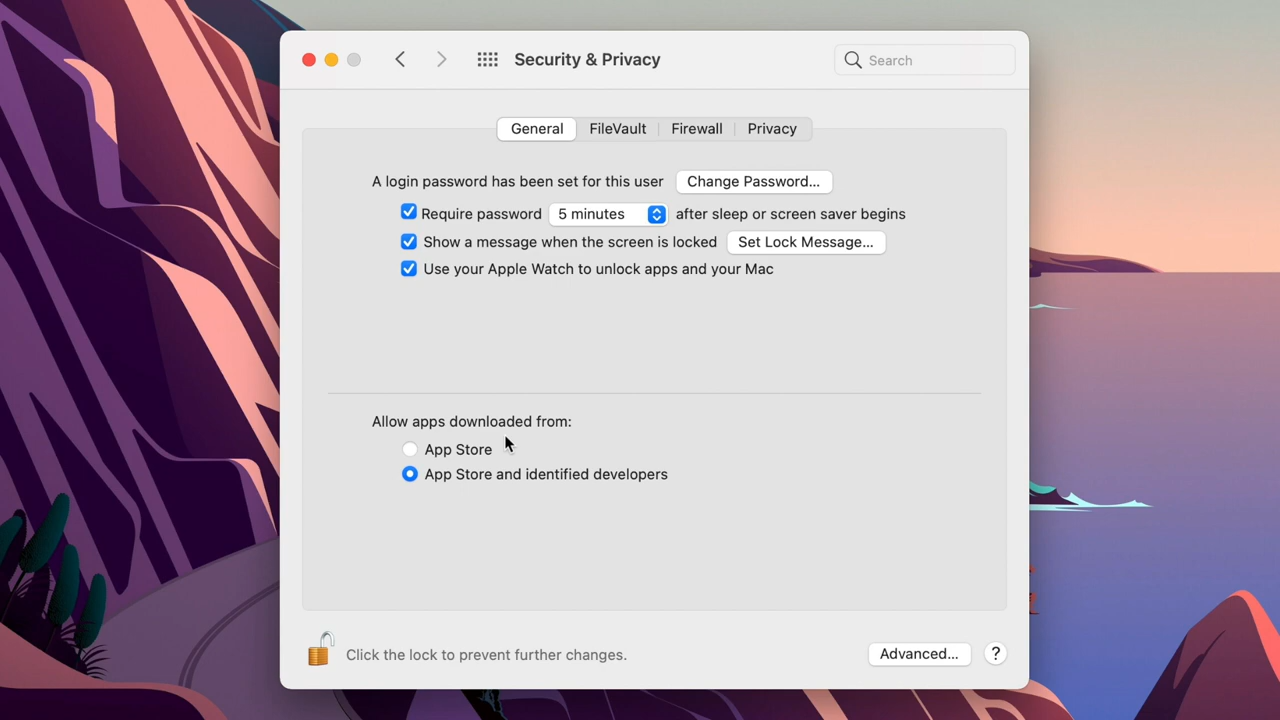 Security & Privacy
Search
General FileVault Firewall Privacy
A login password has been set for this user Change Password...
Require password 5 minutes after sleep or screen saver begins
Show a message when the screen is locked Set Lock Message...
Use your Apple Watch to unlock apps and your Mac
Allow apps downloaded from:
App Store
App Store and identified developers
Click the lock to prevent further changes. Advanced... ?